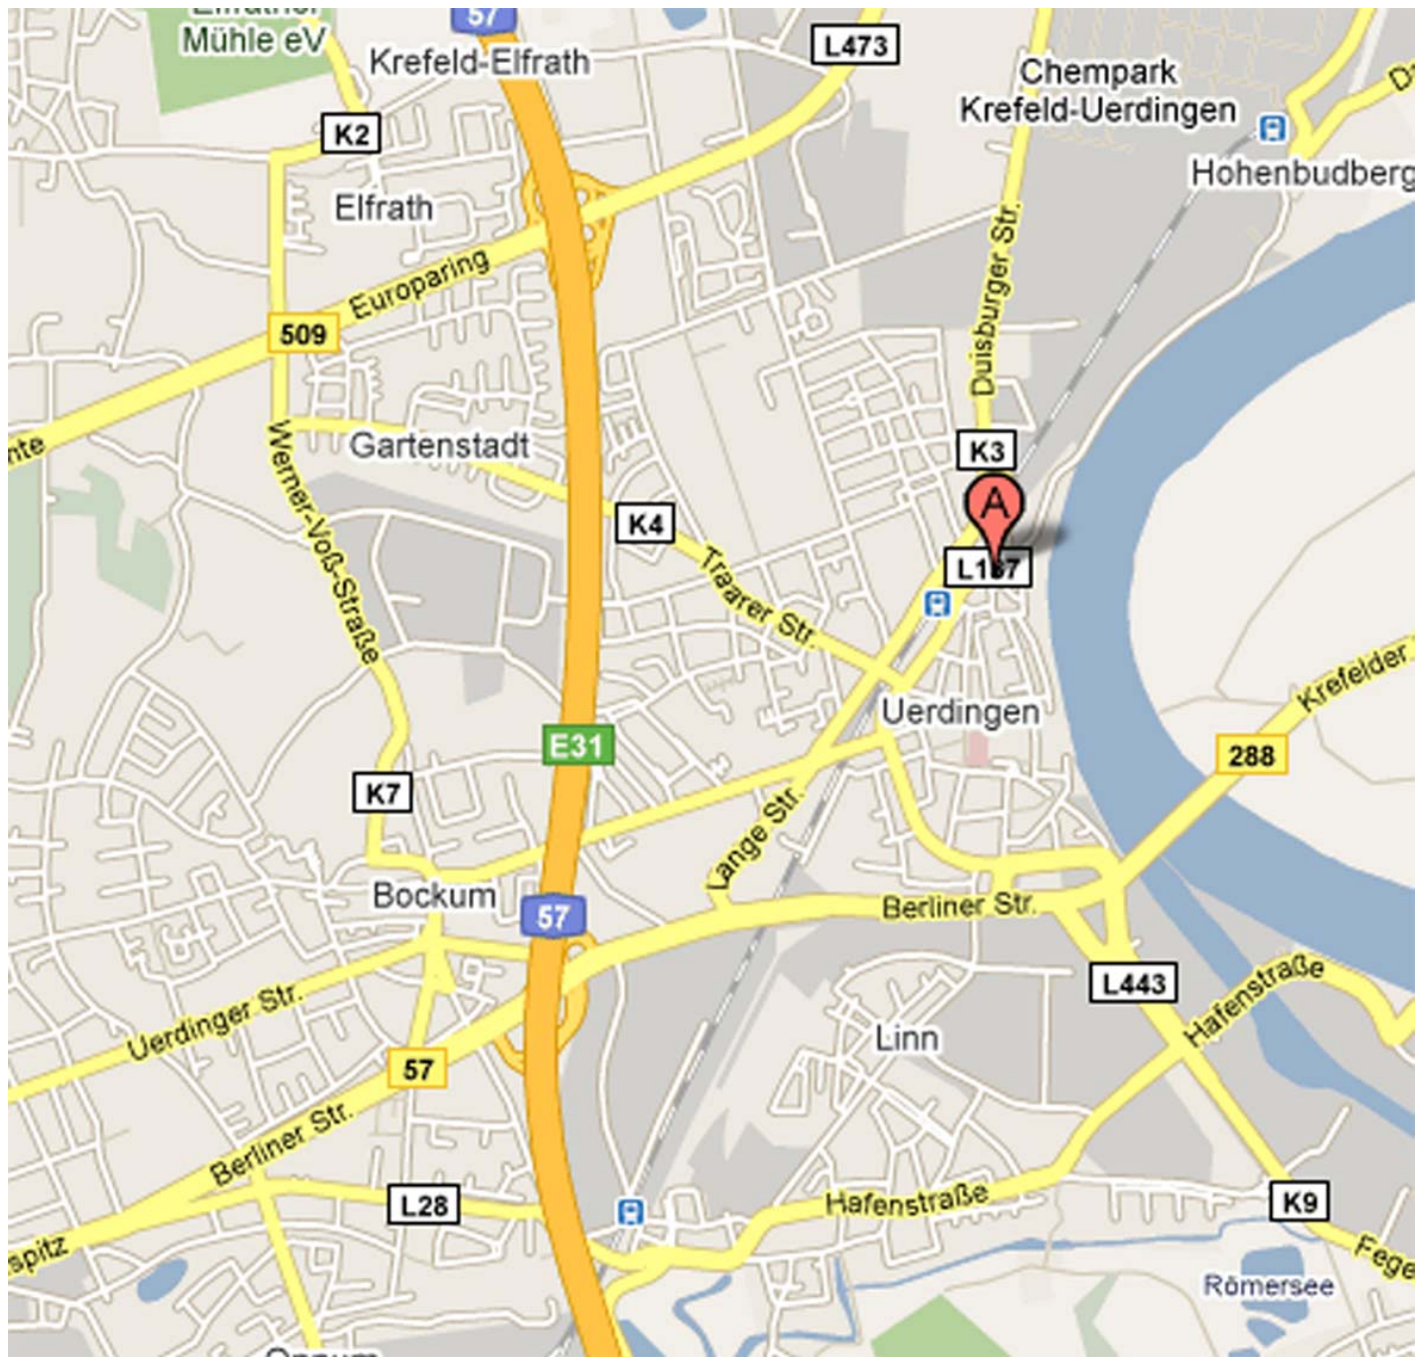 57
Mühle eV
Krefeld-Elfrath
L473
Chempark
Krefeld-Uerdingen
K2
Hohenbudberg
Elfrath
Duisburger Str.
Europaring
509
Gartenstadt
K3
A
K4
Werner-Voß-Straße
Traarer Str.
Krefelder
Uerdingen
E31
288
K7
Lange Str.
Bockum
57
Berliner Str.
L443
Hafenstraße
Uerdinger Str.
Linn
57
Berliner Str.
L28
Hafenstraße
K9
spitz
Fege
Römersee